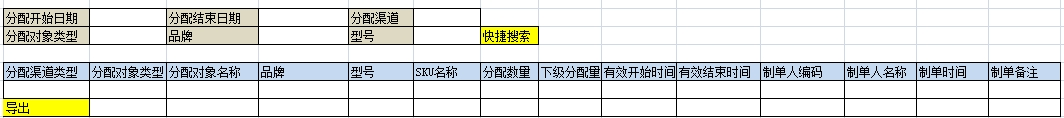 分配开始日期 分配结束日期 分配渠道
分配对象类型 品牌 型号 快捷搜索
分配渠道类型 分配对象类型 分配对象名称 品牌 型号 SKU名称 分配数量 下级分配量 有效开始时间 有效结束时间 制单人编码 制单人名称 制单时间 制单备注
导出